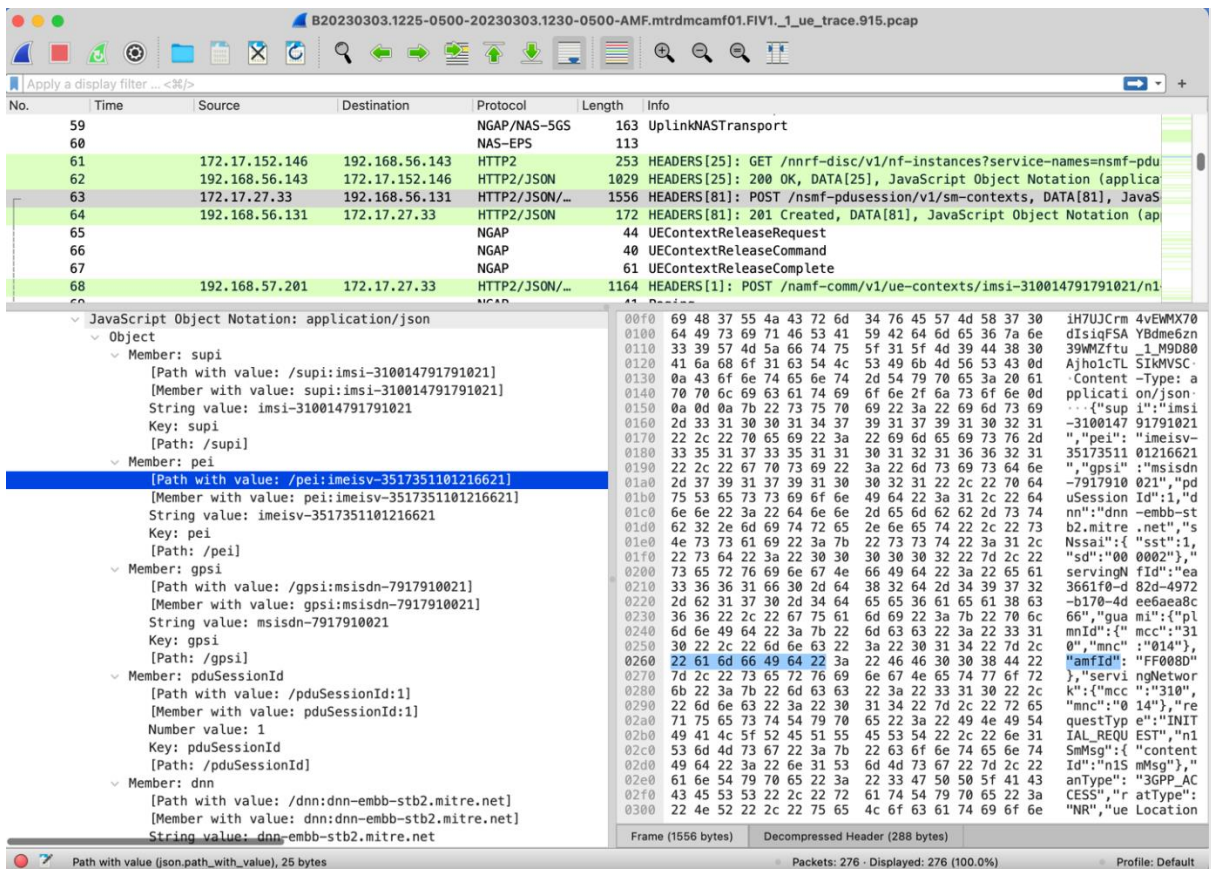 B20230303.1225-0500-20230303.1230-0500-AMF.mtrdmcamf01.FIV1._1_ue_trace.915.pcap
Apply a display filter ... <⌘/>
No. Time Source Destination Protocol Length Info
59 NGAP/NAS-5GS 163 UplinkNASTransport
60 NAS-EPS 113
61 172.17.152.146 192.168.56.143 HTTP2 253 HEADERS[25]: GET /nnrf-disc/v1/nf-instances?service-names=nsmf-pdu
62 192.168.56.143 172.17.152.146 HTTP2/JSON 1029 HEADERS[25]: 200 OK, DATA[25], JavaScript Object Notation (applica
63 172.17.27.33 192.168.56.131 HTTP2/JSON/… 1556 HEADERS[81]: POST /nsmf-pdusession/v1/sm-contexts, DATA[81], JavaS
64 192.168.56.131 172.17.27.33 HTTP2/JSON 172 HEADERS[81]: 201 Created, DATA[81], JavaScript Object Notation (ap
65 NGAP 44 UEContextReleaseRequest
66 NGAP 40 UEContextReleaseCommand
67 NGAP 61 UEContextReleaseComplete
68 192.168.57.201 172.17.27.33 HTTP2/JSON/… 1164 HEADERS[1]: POST /namf-comm/v1/ue-contexts/imsi-310014791791021/n1
JavaScript Object Notation: application/json
Object
Member: supi
[Path with value: /supi:imsi-310014791791021]
[Member with value: supi:imsi-310014791791021]
String value: imsi-310014791791021
Key: supi
[Path: /supi]
Member: pei
[Path with value: /pei:imeisv-3517351101216621]
[Member with value: pei:imeisv-3517351101216621]
String value: imeisv-3517351101216621
Key: pei
[Path: /pei]
Member: gpsi
[Path with value: /gpsi:msisdn-7917910021]
[Member with value: gpsi:msisdn-7917910021]
String value: msisdn-7917910021
Key: gpsi
[Path: /gpsi]
Member: pduSessionId
[Path with value: /pduSessionId:1]
[Member with value: pduSessionId:1]
Number value: 1
Key: pduSessionId
[Path: /pduSessionId]
Member: dnn
[Path with value: /dnn:dnn-embb-stb2.mitre.net]
[Member with value: dnn:dnn-embb-stb2.mitre.net]
String value: dnn-embb-stb2.mitre.net
00f0 69 48 37 55 4a 43 72 6d 34 76 45 57 4d 58 37 30 iH7UJCrm 4vEWMX70
0100 64 49 73 69 71 46 53 41 59 42 64 6d 65 36 7a 6e dIsiqFSA YBdme6zn
0110 33 39 57 4d 5a 66 74 75 5f 31 5f 4d 39 44 38 30 39WMZftu _1_M9D80
0120 41 6a 68 6f 31 63 54 4c 53 49 6b 4d 56 53 43 0d Ajho1cTL SIkMVSC·
0130 0a 43 6f 6e 74 65 6e 74 2d 54 79 70 65 3a 20 61 ·Content -Type: a
0140 70 70 6c 69 63 61 74 69 6f 6e 2f 6a 73 6f 6e 0d pplicati on/json·
0150 0a 0d 0a 7b 22 73 75 70 69 22 3a 22 69 6d 73 69 ···{"sup i":"imsi
0160 2d 33 31 30 30 31 34 37 39 31 37 39 31 30 32 31 -3100147 91791021
0170 22 2c 22 70 65 69 22 3a 22 69 6d 65 69 73 76 2d ","pei": "imeisv-
0180 33 35 31 37 33 35 31 31 30 31 32 31 36 36 32 31 35173511 01216621
0190 22 2c 22 67 70 73 69 22 3a 22 6d 73 69 73 64 6e ","gpsi" :"msisdn
01a0 2d 37 39 31 37 39 31 30 30 32 31 22 2c 22 70 64 -7917910 021","pd
01b0 75 53 65 73 73 69 6f 6e 49 64 22 3a 31 2c 22 64 uSession Id":1,"d
01c0 6e 6e 22 3a 22 64 6e 6e 2d 65 6d 62 62 2d 73 74 nn":"dnn -embb-st
01d0 62 32 2e 6d 69 74 72 65 2e 6e 65 74 22 2c 22 73 b2.mitre .net","s
01e0 4e 73 73 61 69 22 3a 7b 22 73 73 74 22 3a 31 2c Nssai":{ "sst":1,
01f0 22 73 64 22 3a 22 30 30 30 30 30 32 22 7d 2c 22 "sd":"00 0002"},"
0200 73 65 72 76 69 6e 67 4e 66 49 64 22 3a 22 65 61 servingN fId":"ea
0210 33 36 36 31 66 30 2d 64 38 32 64 2d 34 39 37 32 3661f0-d 82d-4972
0220 2d 62 31 37 30 2d 34 64 65 65 36 61 65 61 38 63 -b170-4d ee6aea8c
0230 36 36 22 2c 22 67 75 61 6d 69 22 3a 7b 22 70 6c 66","gua mi":{"pl
0240 6d 6e 49 64 22 3a 7b 22 6d 63 63 22 3a 22 33 31 mnId":{" mcc":"31
0250 30 22 2c 22 6d 6e 63 22 3a 22 30 31 34 22 7d 2c 0","mnc" :"014"},
0260 22 61 6d 66 49 64 22 3a 22 46 46 30 30 38 44 22 "amfId": "FF008D"
0270 7d 2c 22 73 65 72 76 69 6e 67 4e 65 74 77 6f 72 },"servi ngNetwor
0280 6b 22 3a 7b 22 6d 63 63 22 3a 22 33 31 30 22 2c k":{"mcc ":"310",
0290 22 6d 6e 63 22 3a 22 30 31 34 22 7d 2c 22 72 65 "mnc":"0 14"},"re
02a0 71 75 65 73 74 54 79 70 65 22 3a 22 49 4e 49 54 questTyp e":"INIT
02b0 49 41 4c 5f 52 45 51 55 45 53 54 22 2c 22 6e 31 IAL_REQU EST","n1
02c0 53 6d 4d 73 67 22 3a 7b 22 63 6f 6e 74 65 6e 74 SmMsg":{ "content
02d0 49 64 22 3a 22 6e 31 53 6d 4d 73 67 22 7d 2c 22 Id":"n1S mMsg"},"
02e0 61 6e 54 79 70 65 22 3a 22 33 47 50 50 5f 41 43 anType": "3GPP_AC
02f0 43 45 53 53 22 2c 22 72 61 74 54 79 70 65 22 3a CESS","r atType":
0300 22 4e 52 22 2c 22 75 65 4c 6f 63 61 74 69 6f 6e "NR","ue Location
Frame (1556 bytes) Decompressed Header (288 bytes)
Path with value (json.path_with_value), 25 bytes Packets: 276 · Displayed: 276 (100.0%) Profile: Default